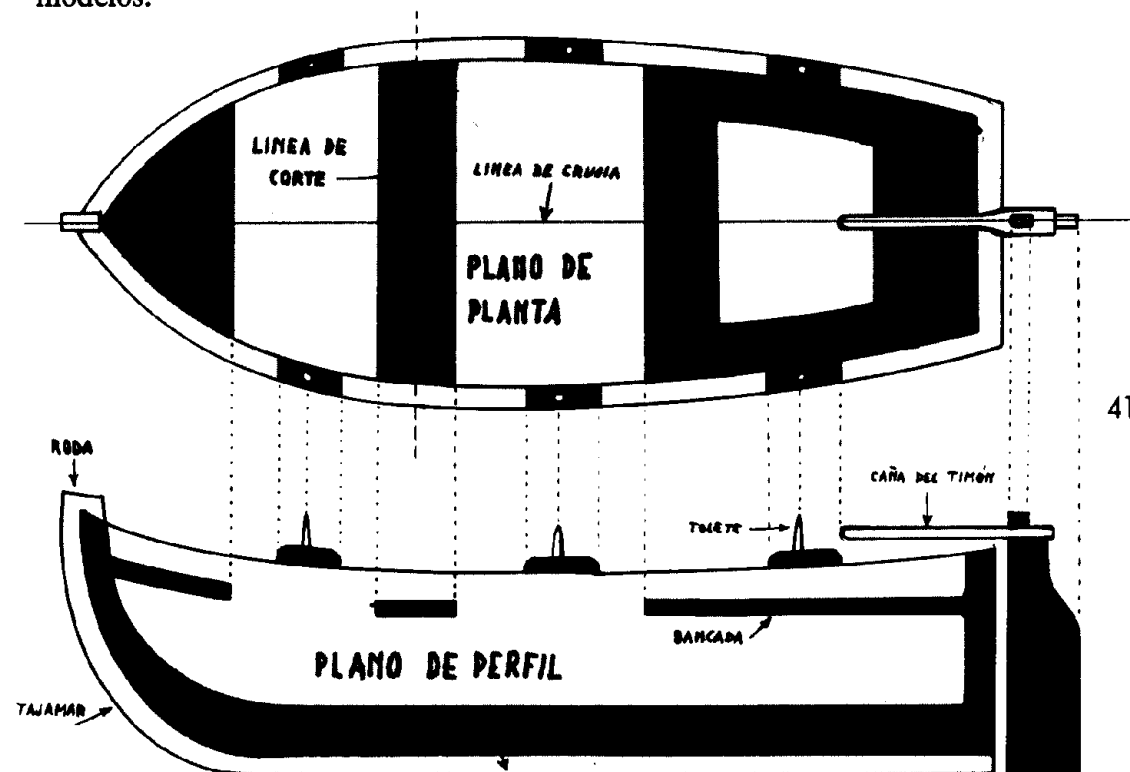 modelos.
LINEA DE
CORTE
LINEA DE CRUJIA
PLANO DE
PLANTA
41
RODA
CAÑA DEL TIMÓN
TOLETE
BANCADA
PLANO DE PERFIL
TAJAMAR